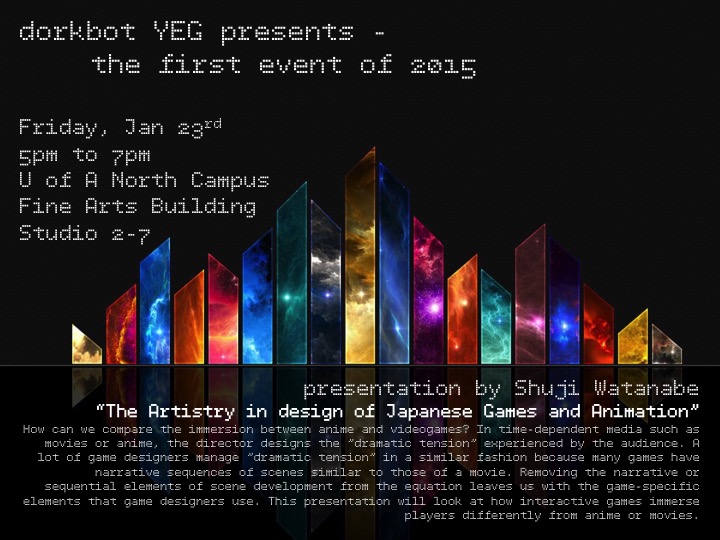 dorkbot YEG presents -
the first event of 2015
Friday, Jan 23rd
5pm to 7pm
U of A North Campus
Fine Arts Building
Studio 2-7
presentation by Shuji Watanabe
"The Artistry in design of Japanese Games and Animation"
How can we compare the immersion between anime and videogames? In time-dependent media such as
movies or anime, the director designs the "dramatic tension" experienced by the audience. A
lot of game designers manage "dramatic tension" in a similar fashion because many games have
narrative sequences of scenes similar to those of a movie. Removing the narrative or
sequential elements of scene development from the equation leaves us with the game-specific
elements that game designers use. This presentation will look at how interactive games immerse
players differently from anime or movies.